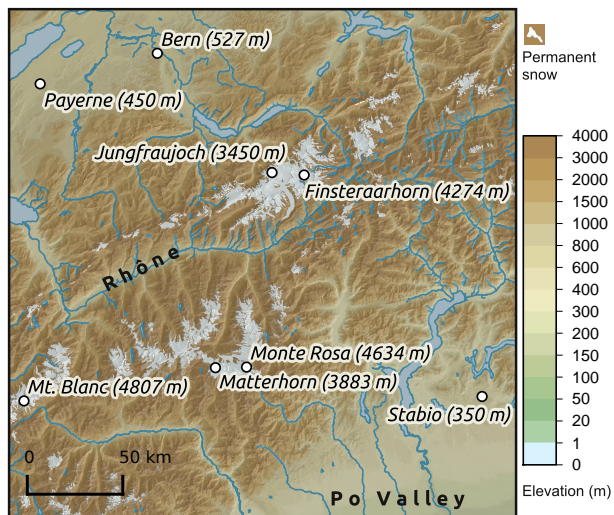 Bern (527 m)
Payerne (450 m)
Jungfraujoch (3450 m)
Finsteraarhorn (4274 m)
Rhône
Monte Rosa (4634 m)
Matterhorn (3883 m)
Mt. Blanc (4807 m)
Stabio (350 m)
0 50 km
Po Valley
Permanent
snow
4000
3000
2000
1500
1000
800
600
400
300
200
150
100
50
20
1
0
Elevation (m)